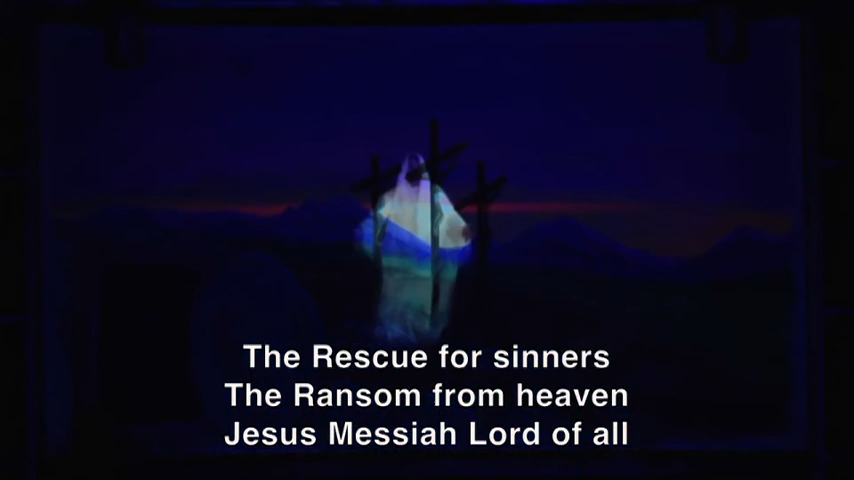 The Rescue for sinners
The Ransom from heaven
Jesus Messiah Lord of all